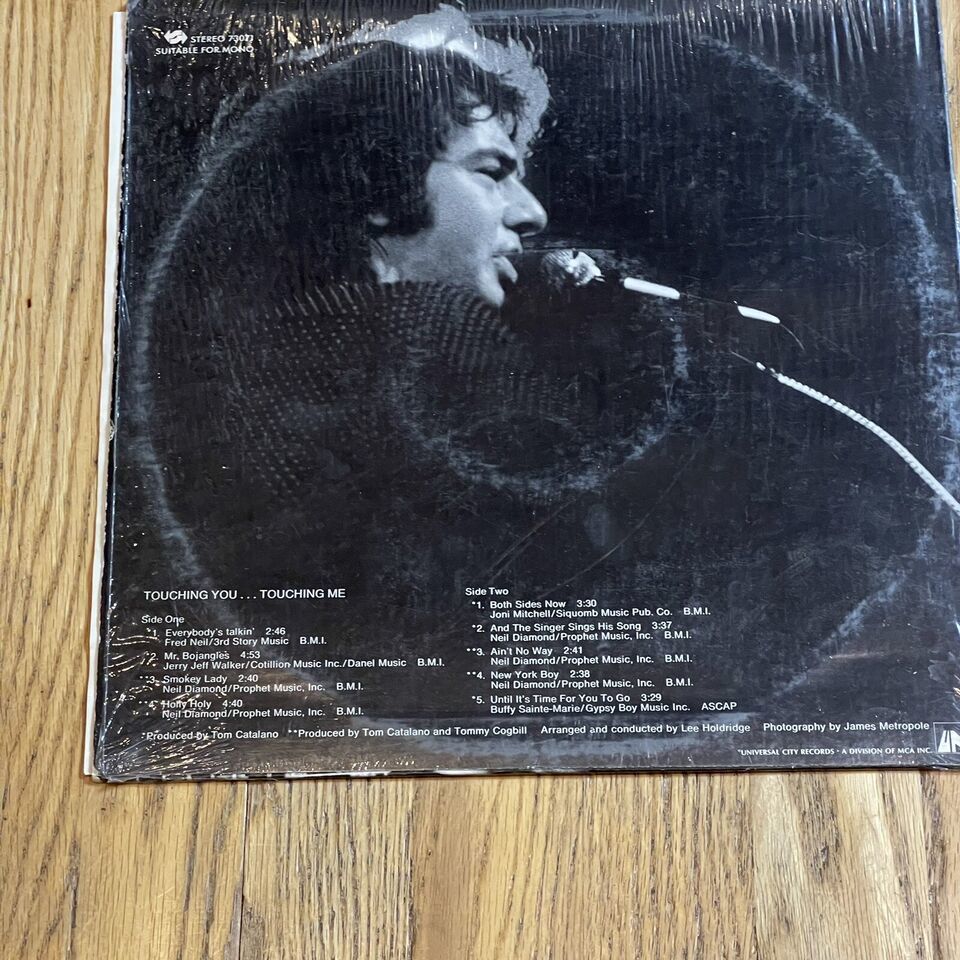 STEREO 73071
SUITABLE FOR MONO
TOUCHING YOU . . . TOUCHING ME
Side One
*1. Everybody's talkin' 2:46
Fred Neil/3rd Story Music B.M.I.
*2. Mr. Bojangles 4:53
Jerry Jeff Walker/Cotillion Music Inc./Danel Music B.M.I.
**3. Smokey Lady 2:40
Neil Diamond/Prophet Music, Inc. B.M.I.
*4. Holly Holy 4:40
Neil Diamond/Prophet Music, Inc. B.M.I.
Side Two
*1. Both Sides Now 3:30
Joni Mitchell/Siquomb Music Pub. Co. B.M.I.
*2. And The Singer Sings His Song 3:37
Neil Diamond/Prophet Music, Inc. B.M.I.
**3. Ain't No Way 2:41
Neil Diamond/Prophet Music, Inc. B.M.I.
**4. New York Boy 2:38
Neil Diamond/Prophet Music, Inc. B.M.I.
*5. Until It's Time For You To Go 3:29
Buffy Sainte-Marie/Gypsy Boy Music Inc. ASCAP
*Produced by Tom Catalano **Produced by Tom Catalano and Tommy Cogbill Arranged and conducted by Lee Holdridge Photography by James Metropole
*UNIVERSAL CITY RECORDS • A DIVISION OF MCA INC.